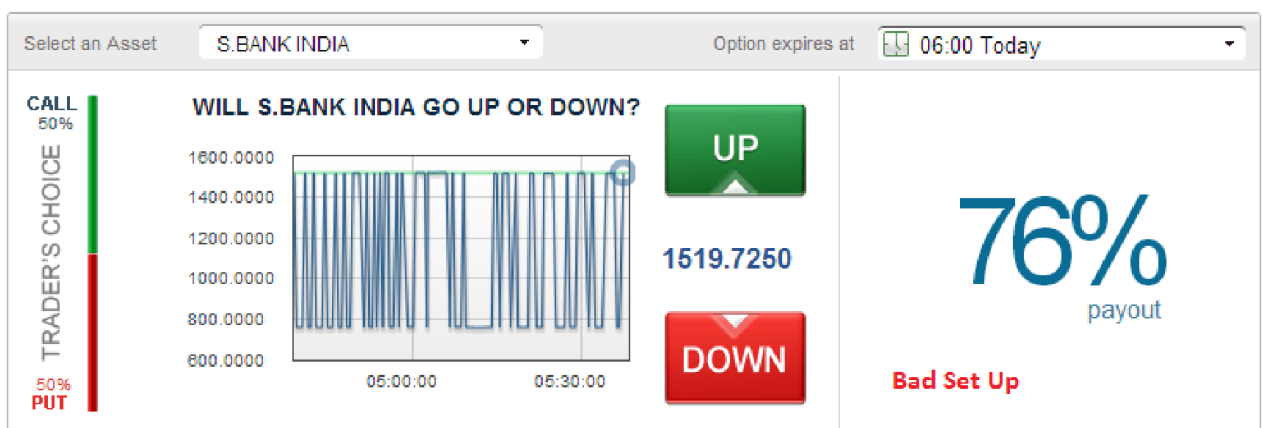 Select an Asset
S.BANK INDIA
Option expires at
06:00 Today
CALL
50%
TRADER'S CHOICE
50%
PUT
WILL S.BANK INDIA GO UP OR DOWN?
1600.0000
1400.0000
1200.0000
1000.0000
800.0000
600.0000
05:00:00
05:30:00
UP
1519.7250
DOWN
76%
payout
Bad Set Up